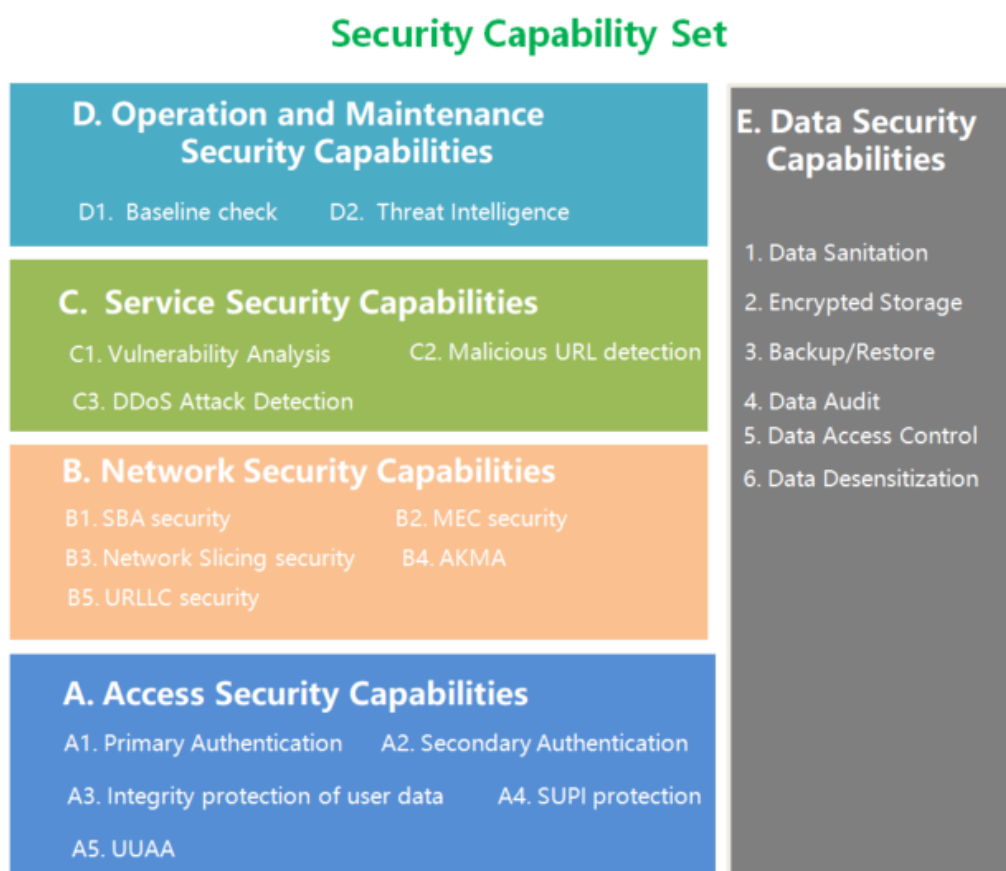 Security Capability Set
D. Operation and Maintenance
Security Capabilities
D1. Baseline check D2. Threat Intelligence
C. Service Security Capabilities
C1. Vulnerability Analysis C2. Malicious URL detection
C3. DDoS Attack Detection
B. Network Security Capabilities
B1. SBA security B2. MEC security
B3. Network Slicing security B4. AKMA
B5. URLLC security
A. Access Security Capabilities
A1. Primary Authentication A2. Secondary Authentication
A3. Integrity protection of user data A4. SUPI protection
A5. UUAA
E. Data Security
Capabilities
1. Data Sanitation
2. Encrypted Storage
3. Backup/Restore
4. Data Audit
5. Data Access Control
6. Data Desensitization